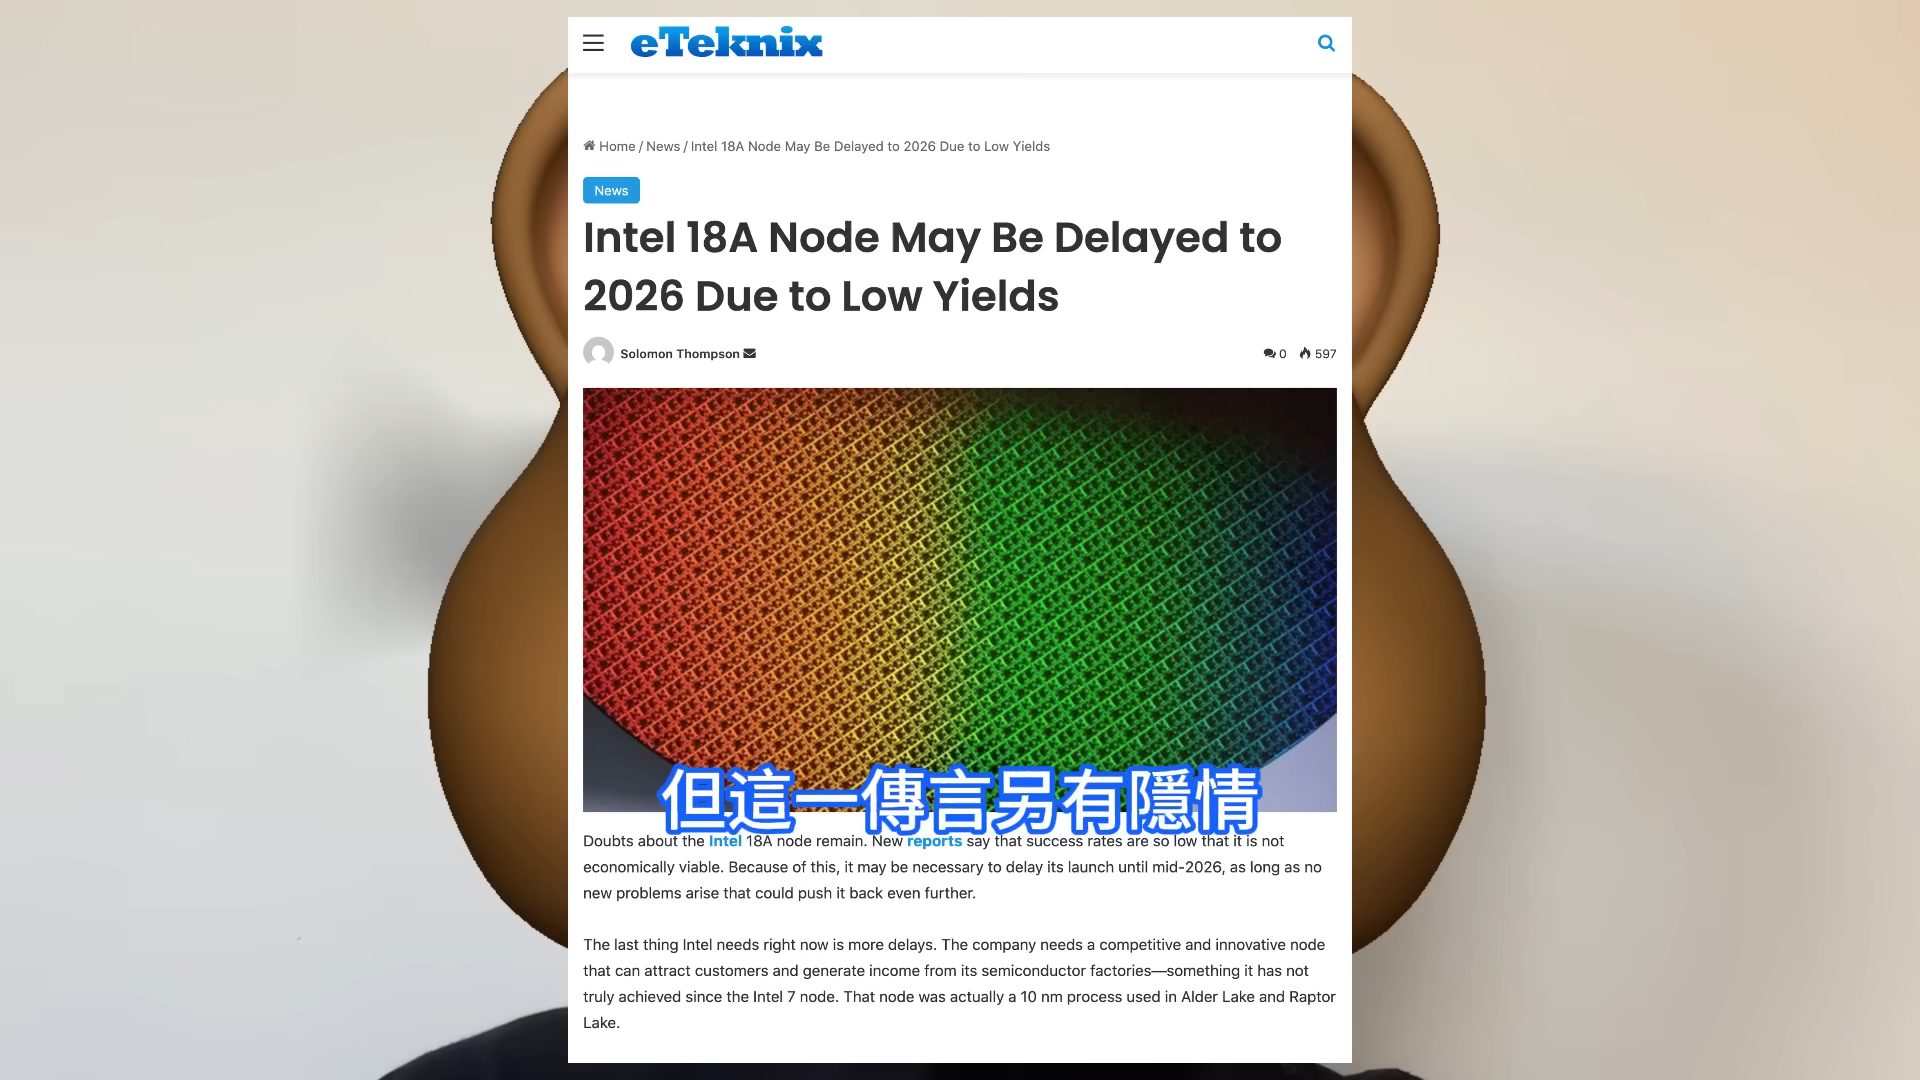 eTeknix
Home / News / Intel 18A Node May Be Delayed to 2026 Due to Low Yields
News
Intel 18A Node May Be Delayed to
2026 Due to Low Yields
Solomon Thompson
0 597
但這一傳言另有隱情
Doubts about the Intel 18A node remain. New reports say that success rates are so low that it is not
economically viable. Because of this, it may be necessary to delay its launch until mid-2026, as long as no
new problems arise that could push it back even further.
The last thing Intel needs right now is more delays. The company needs a competitive and innovative node
that can attract customers and generate income from its semiconductor factories—something it has not
truly achieved since the Intel 7 node. That node was actually a 10 nm process used in Alder Lake and Raptor
Lake.